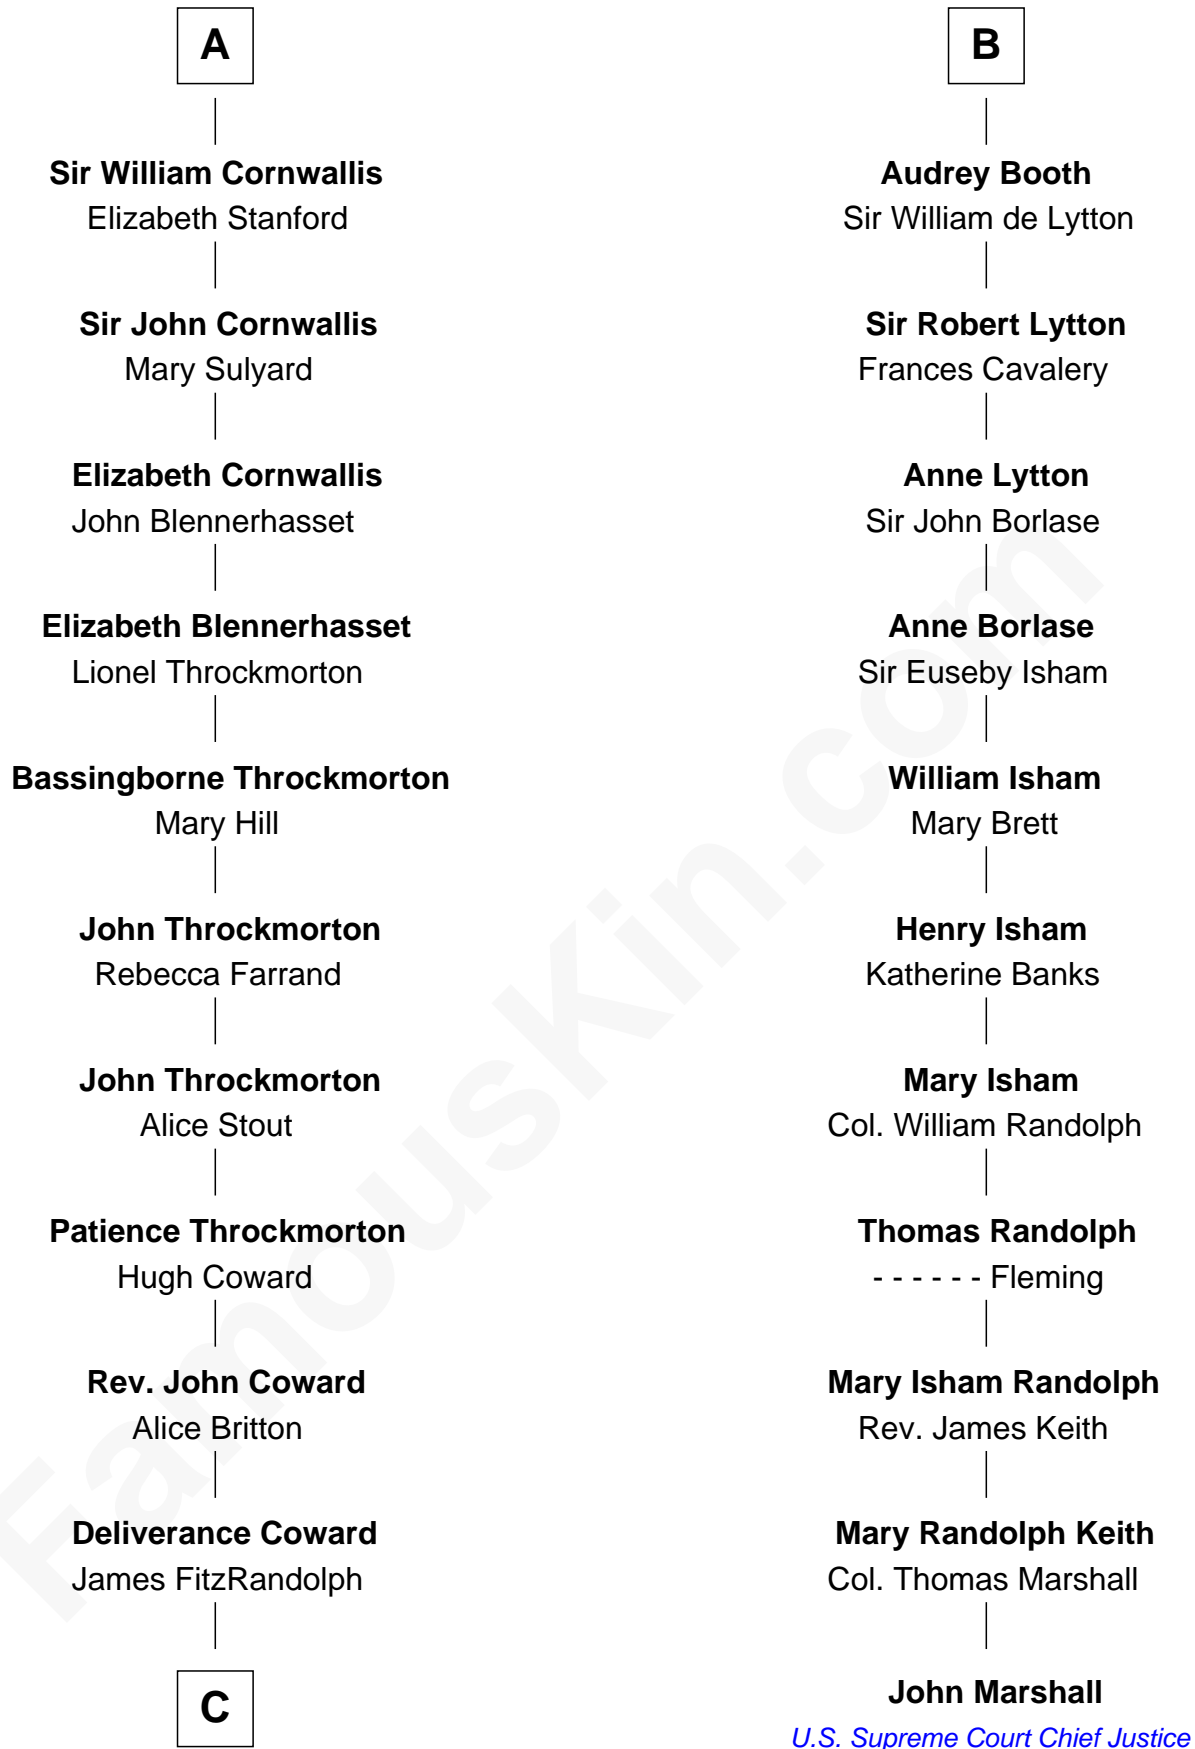 A
Sir William Cornwallis
Elizabeth Stanford
Sir John Cornwallis
Mary Sulyard
Elizabeth Cornwallis
John Blennerhasset
Elizabeth Blennerhasset
Lionel Throckmorton
Bassingborne Throckmorton
Mary Hill
John Throckmorton
Rebecca Farrand
John Throckmorton
Alice Stout
Patience Throckmorton
Hugh Coward
Rev. John Coward
Alice Britton
Deliverance Coward
James FitzRandolph
C
B
Audrey Booth
Sir William de Lytton
Sir Robert Lytton
Frances Cavalery
Anne Lytton
Sir John Borlase
Anne Borlase
Sir Euseby Isham
William Isham
Mary Brett
Henry Isham
Katherine Banks
Mary Isham
Col. William Randolph
Thomas Randolph
- - - - - - Fleming
Mary Isham Randolph
Rev. James Keith
Mary Randolph Keith
Col. Thomas Marshall
John Marshall
U.S. Supreme Court Chief Justice
FamousKin.com